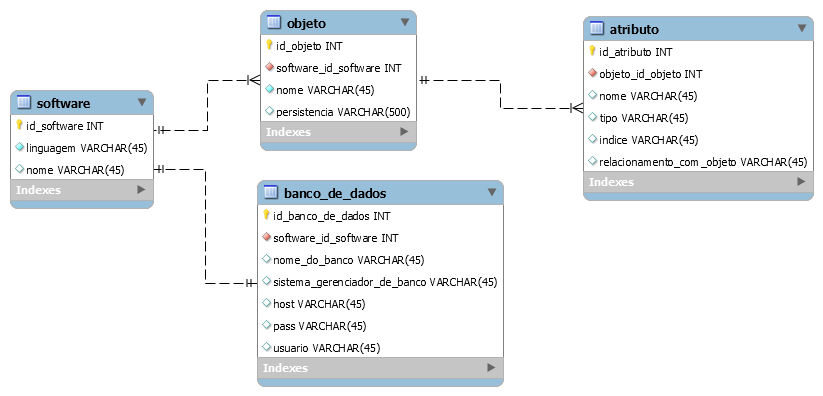 software
id_software INT
linguagem VARCHAR(45)
nome VARCHAR(45)
Indexes
objeto
id_objeto INT
software_id_software INT
nome VARCHAR(45)
persistencia VARCHAR(500)
Indexes
banco_de_dados
id_banco_de_dados INT
software_id_software INT
nome_do_banco VARCHAR(45)
sistema_gerenciador_de_banco VARCHAR(45)
host VARCHAR(45)
pass VARCHAR(45)
usuario VARCHAR(45)
Indexes
atributo
id_atributo INT
objeto_id_objeto INT
nome VARCHAR(45)
tipo VARCHAR(45)
indice VARCHAR(45)
relacionamento_com_objeto VARCHAR(45)
Indexes